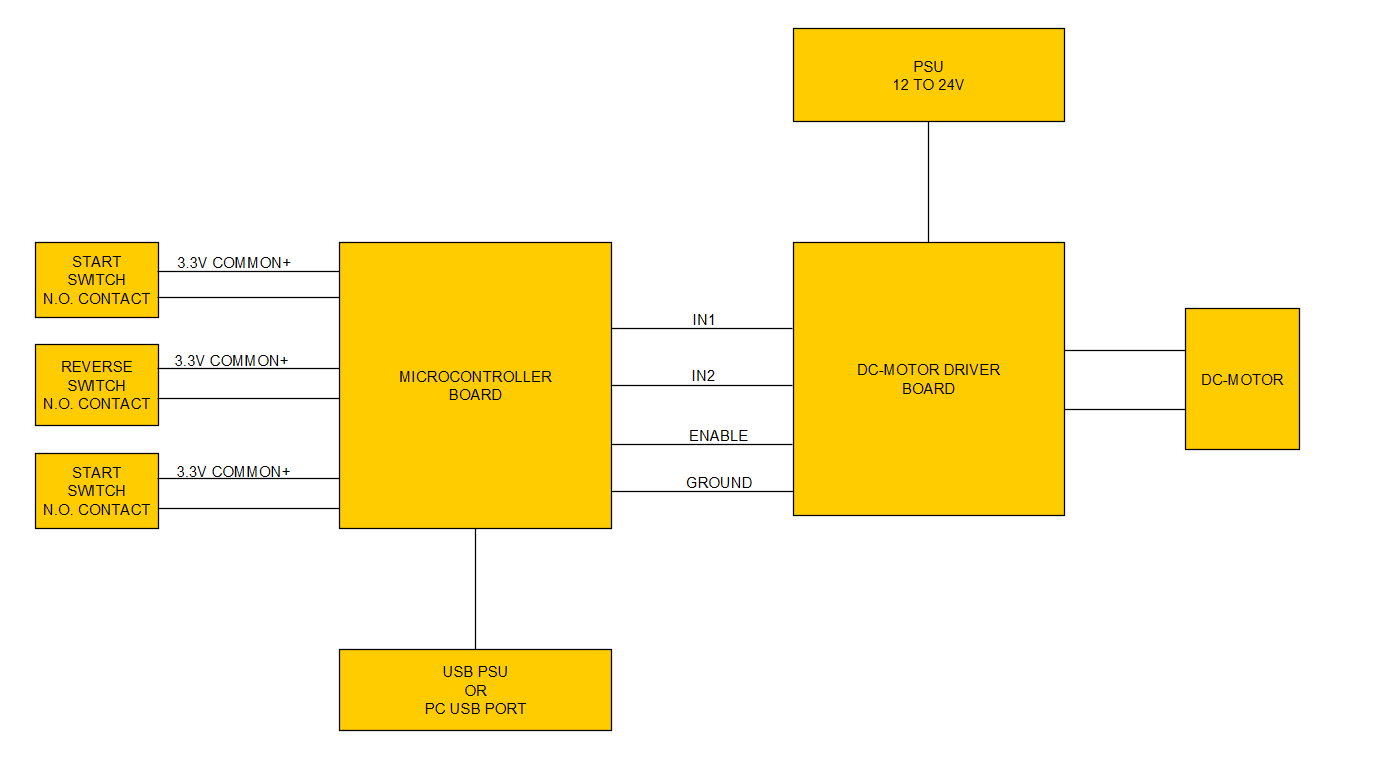 PSU
12 TO 24V
START
SWITCH
N.O. CONTACT
3.3V COMMON+
REVERSE
SWITCH
N.O. CONTACT
3.3V COMMON+
START
SWITCH
N.O. CONTACT
3.3V COMMON+
MICROCONTROLLER
BOARD
IN1
IN2
ENABLE
GROUND
DC-MOTOR DRIVER
BOARD
DC-MOTOR
USB PSU
OR
PC USB PORT